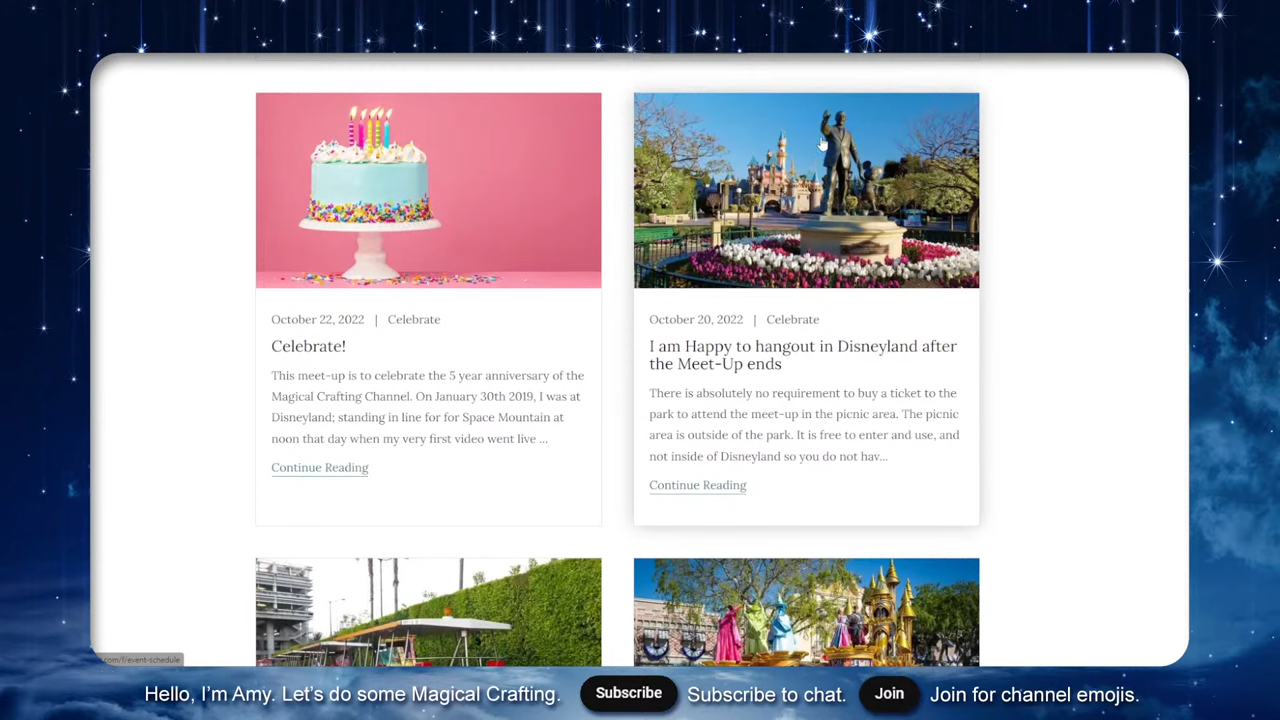 October 22, 2022 | Celebrate
Celebrate!
This meet-up is to celebrate the 5 year anniversary of the
Magical Crafting Channel. On January 30th 2019, I was at
Disneyland; standing in line for for Space Mountain at
noon that day when my very first video went live ...
Continue Reading
October 20, 2022 | Celebrate
I am Happy to hangout in Disneyland after
the Meet-Up ends
There is absolutely no requirement to buy a ticket to the
park to attend the meet-up in the picnic area. The picnic
area is outside of the park. It is free to enter and use, and
not inside of Disneyland so you do not hav...
Continue Reading
.com/f/event-schedule
Hello, I'm Amy. Let's do some Magical Crafting. Subscribe Subscribe to chat. Join Join for channel emojis.